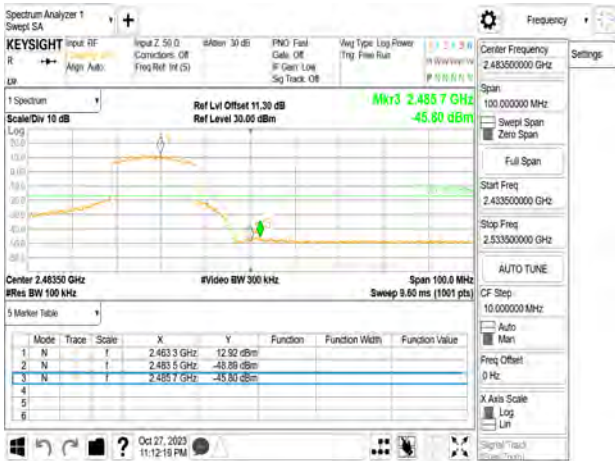 Spectrum Analyzer 1
Swept SA
Frequency
KEYSIGHT
Input: RF
Input Z: 50 Ω
#Atten: 30 dB
PNO: Fast
Avg Type: Log-Power
R
Align: Auto
Corrections: Off
Freq Ref: Int (S)
Gate: Off
IF Gain: Low
Sig Track: Off
Trig: Free Run
1 Spectrum
Scale/Div 10 dB
Log
Ref Lvl Offset 11.30 dB
Ref Level 30.00 dBm
Mkr3 2.485 7 GHz
-45.80 dBm
Center 2.48350 GHz
#Res BW 100 kHz
#Video BW 300 kHz
Span 100.0 MHz
Sweep 9.60 ms (1001 pts)
5 Marker Table
Mode Trace Scale X Y Function Function Width Function Value
1 N f 2.463 3 GHz 12.92 dBm
2 N f 2.483 5 GHz -48.89 dBm
3 N f 2.485 7 GHz -45.80 dBm
4
5
6
Oct 27, 2023
11:12:18 PM
Center Frequency
2.483500000 GHz
Settings
Span
100.000000 MHz
Swept Span
Zero Span
Full Span
Start Freq
2.433500000 GHz
Stop Freq
2.533500000 GHz
AUTO TUNE
CF Step
10.000000 MHz
Auto
Man
Freq Offset
0 Hz
X Axis Scale
Log
Lin
Signal Track